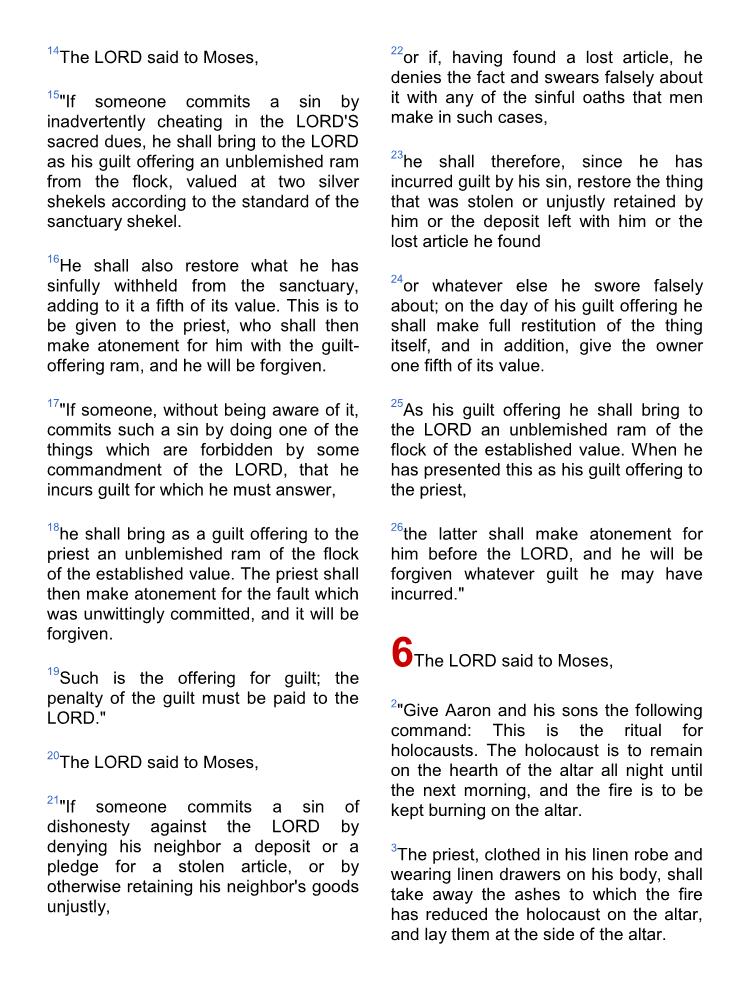 14The LORD said to Moses,
15"If someone commits a sin by
inadvertently cheating in the LORD'S
sacred dues, he shall bring to the LORD
as his guilt offering an unblemished ram
from the flock, valued at two silver
shekels according to the standard of the
sanctuary shekel.
16He shall also restore what he has
sinfully withheld from the sanctuary,
adding to it a fifth of its value. This is to
be given to the priest, who shall then
make atonement for him with the guilt-
offering ram, and he will be forgiven.
17"If someone, without being aware of it,
commits such a sin by doing one of the
things which are forbidden by some
commandment of the LORD, that he
incurs guilt for which he must answer,
18he shall bring as a guilt offering to the
priest an unblemished ram of the flock
of the established value. The priest shall
then make atonement for the fault which
was unwittingly committed, and it will be
forgiven.
19Such is the offering for guilt; the
penalty of the guilt must be paid to the
LORD."
20The LORD said to Moses,
21"If someone commits a sin of
dishonesty against the LORD by
denying his neighbor a deposit or a
pledge for a stolen article, or by
otherwise retaining his neighbor's goods
unjustly,
22or if, having found a lost article, he
denies the fact and swears falsely about
it with any of the sinful oaths that men
make in such cases,
23he shall therefore, since he has
incurred guilt by his sin, restore the thing
that was stolen or unjustly retained by
him or the deposit left with him or the
lost article he found
24or whatever else he swore falsely
about; on the day of his guilt offering he
shall make full restitution of the thing
itself, and in addition, give the owner
one fifth of its value.
25As his guilt offering he shall bring to
the LORD an unblemished ram of the
flock of the established value. When he
has presented this as his guilt offering to
the priest,
26the latter shall make atonement for
him before the LORD, and he will be
forgiven whatever guilt he may have
incurred."
6The LORD said to Moses,
2"Give Aaron and his sons the following
command: This is the ritual for
holocausts. The holocaust is to remain
on the hearth of the altar all night until
the next morning, and the fire is to be
kept burning on the altar.
3The priest, clothed in his linen robe and
wearing linen drawers on his body, shall
take away the ashes to which the fire
has reduced the holocaust on the altar,
and lay them at the side of the altar.